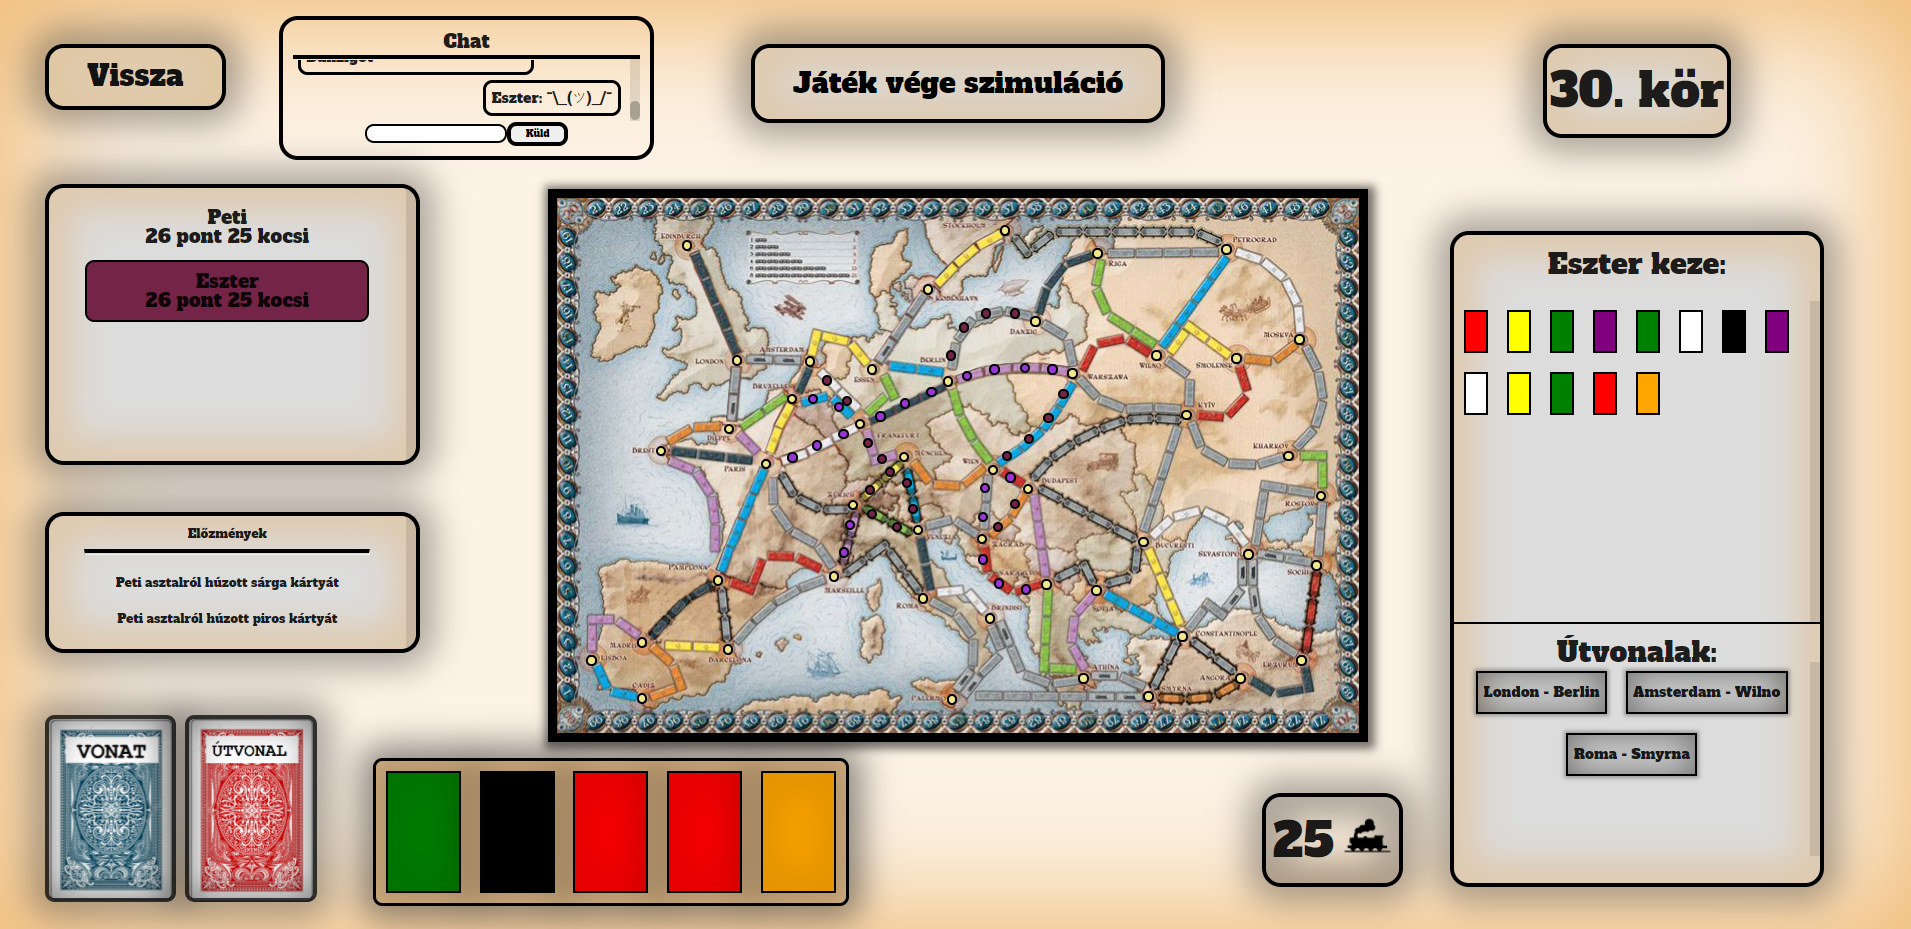 Vissza
Chat
Eszter: ¯\_(ツ)_/¯
Küld
Játék vége szimuláció
30. kör
Peti
26 pont 25 kocsi
Eszter
26 pont 25 kocsi
Előzmények
Peti asztalról húzott sárga kártyát
Peti asztalról húzott piros kártyát
VONAT
ÚTVONAL
EDINBURGH
STOCKHOLM
PETROGRAD
RIGA
KØBENHAVN
DANZIG
MOSKVA
LONDON
AMSTERDAM
ESSEN
BERLIN
WILNO
SMOLENSK
WARSZAWA
BRUXELLES
DIEPPE
KYIV
BREST
PARIS
FRANKFURT
MÜNCHEN
WIEN
KHARKOV
BUDAPEST
ZÜRICH
ROSTOV
VENEZIA
ZAGRAB
BUCURESTI
SEVASTOPOL
SOCHI
PAMPLONA
MARSEILLE
SARAJEVO
SOFIA
ROMA
BRINDISI
CONSTANTINOPLE
MADRID
LISBOA
BARCELONA
CADIZ
PALERMO
ATHINA
SMYRNA
ANGORA
ERZURUM
25
Eszter keze:
Útvonalak:
London - Berlin
Amsterdam - Wilno
Roma - Smyrna